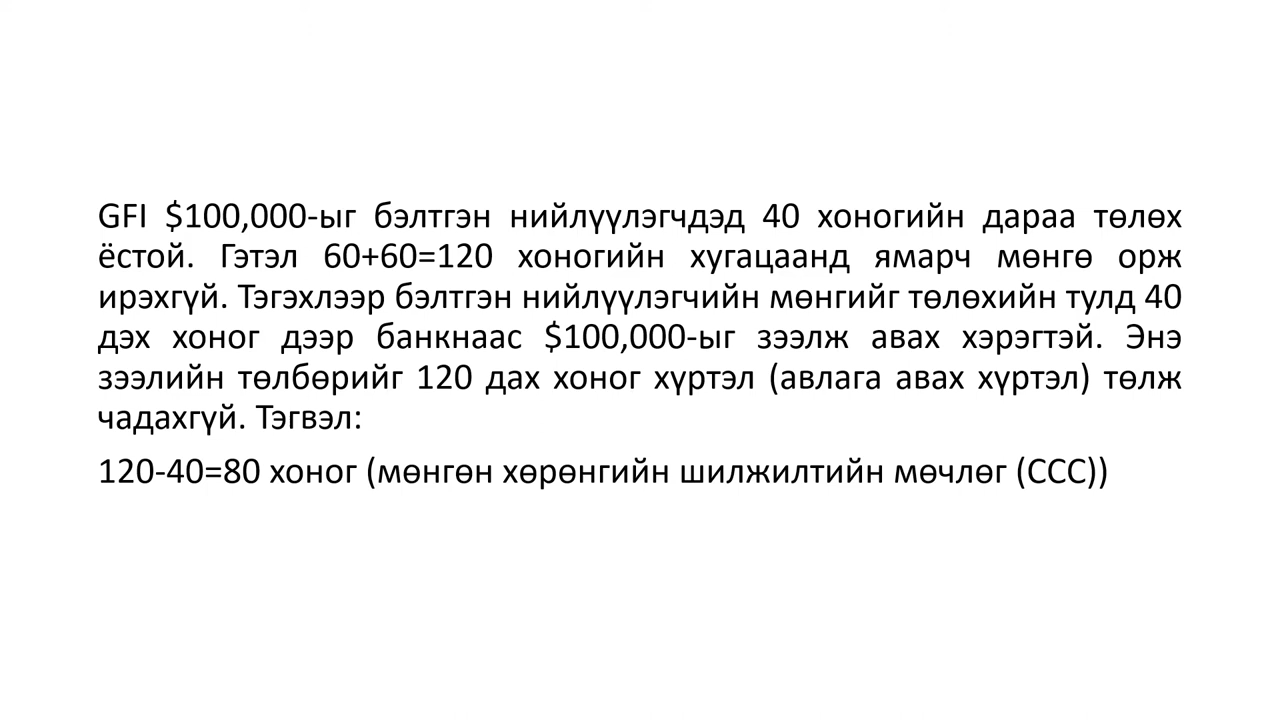 GFI $100,000-ыг бэлтгэн нийлүүлэгчдэд 40 хоногийн дараа төлөх
ёстой. Гэтэл 60+60=120 хоногийн хугацаанд ямарч мөнгө орж
ирэхгүй. Тэгэхлээр бэлтгэн нийлүүлэгчийн мөнгийг төлөхийн тулд 40
дэх хоног дээр банкнаас $100,000-ыг зээлж авах хэрэгтэй. Энэ
зээлийн төлбөрийг 120 дах хоног хүртэл (авлага авах хүртэл) төлж
чадахгүй. Тэгвэл:
120-40=80 хоног (мөнгөн хөрөнгийн шилжилтийн мөчлөг (ССС))